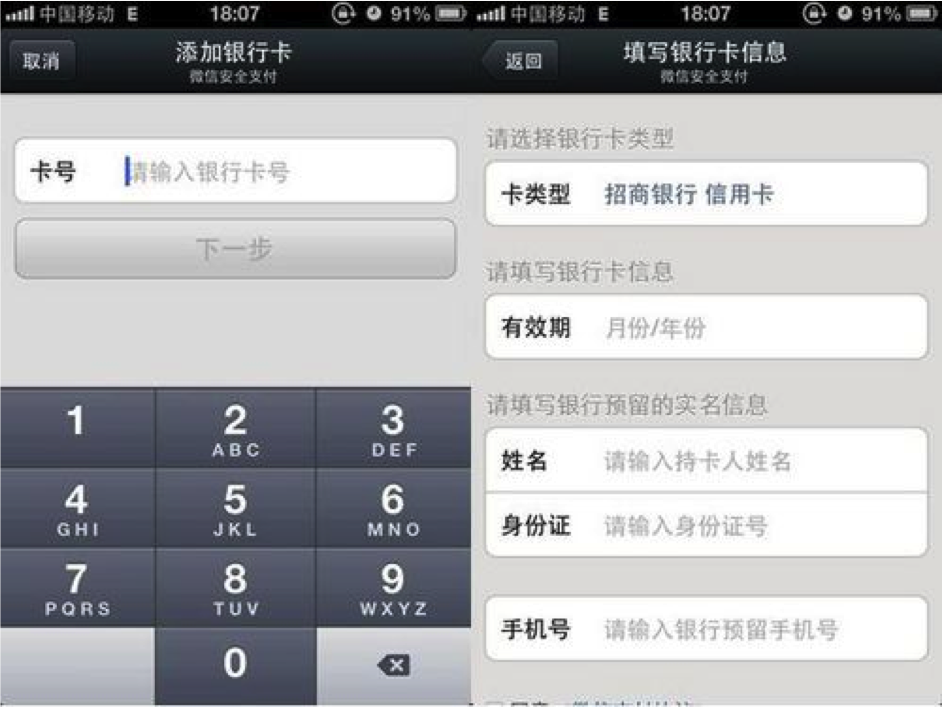 中国移动 E 18:07 91%
取消 添加银行卡
微信安全支付
卡号 请输入银行卡号
下一步
1 2 3
ABC DEF
4 5 6
GHI JKL MNO
7 8 9
PQRS TUV WXYZ
0
中国移动 E 18:07 91%
返回 填写银行卡信息
微信安全支付
请选择银行卡类型
卡类型 招商银行 信用卡
请填写银行卡信息
有效期 月份/年份
请填写银行预留的实名信息
姓名 请输入持卡人姓名
身份证 请输入身份证号
手机号 请输入银行预留手机号